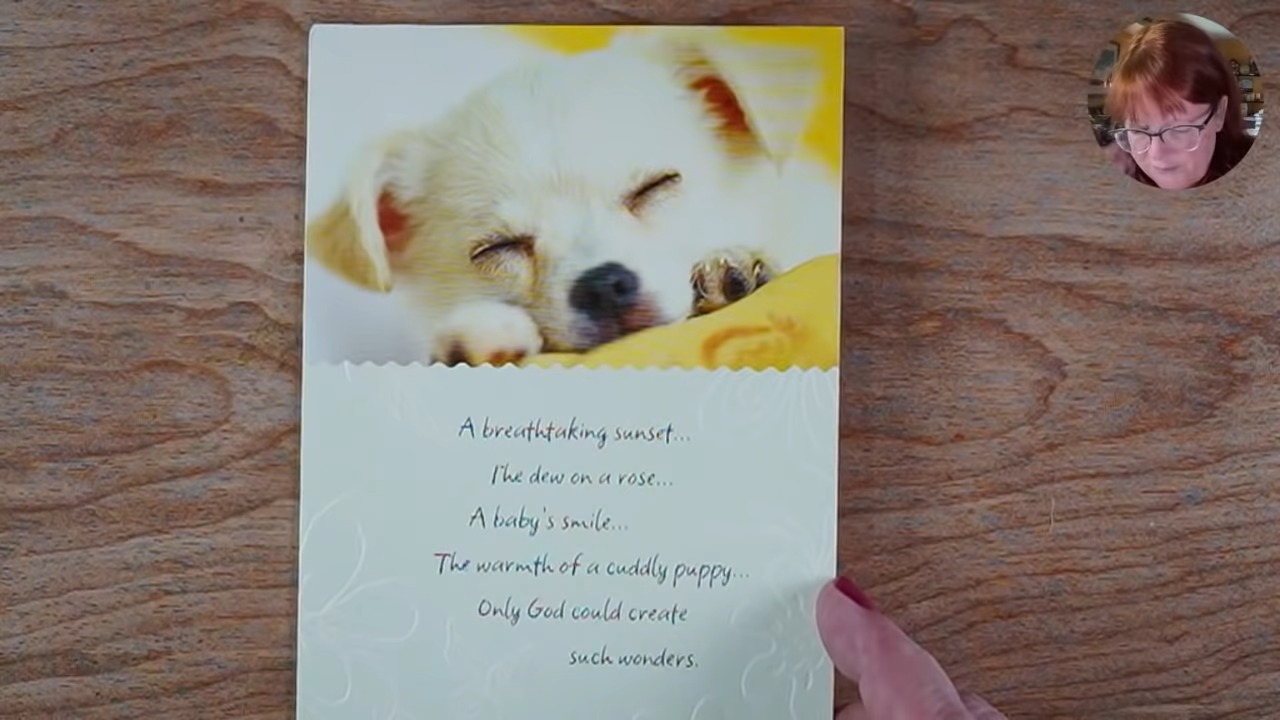 A breathtaking sunset...
The dew on a rose...
A baby's smile...
The warmth of a cuddly puppy...
Only God could create
such wonders.